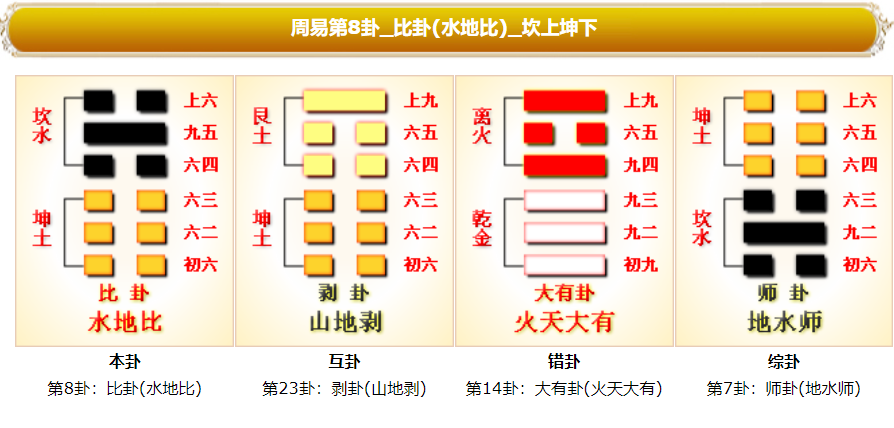 周易第8卦_比卦(水地比)_坎上坤下
坎水
上六
九五
六四
坤土
六三
六二
初六
比 卦
水地比
艮土
上九
六五
六四
坤土
六三
六二
初六
剥 卦
山地剥
离火
上九
六五
九四
乾金
九三
九二
初九
大有卦
火天大有
坤土
上六
六五
六四
坎水
六三
九二
初六
师 卦
地水师
本卦
互卦
错卦
综卦
第8卦：比卦(水地比)
第23卦：剥卦(山地剥)
第14卦：大有卦(火天大有)
第7卦：师卦(地水师)